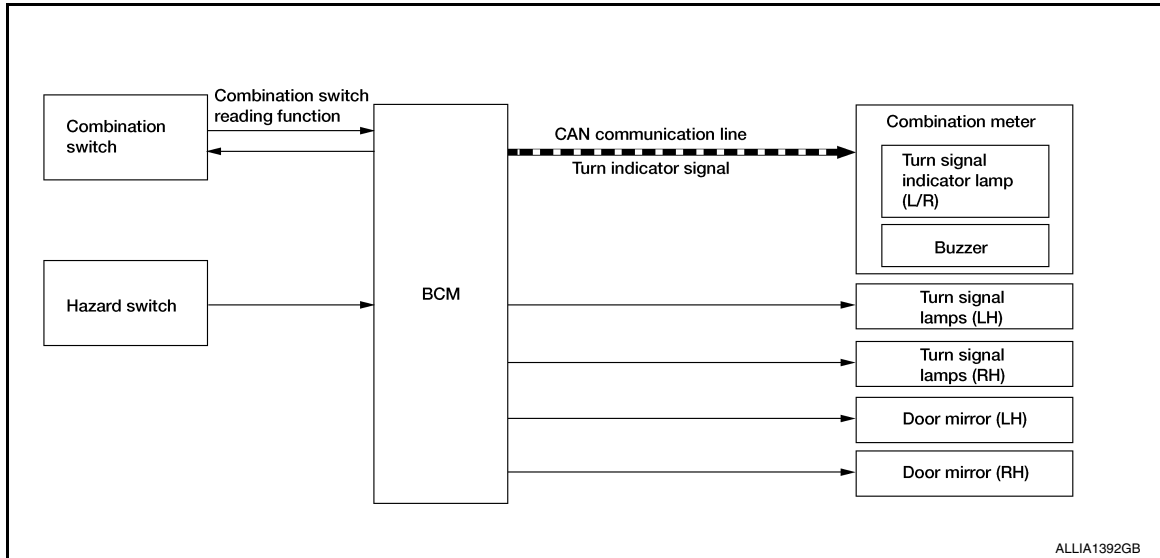 Combination switch
reading function
Combination
switch
Hazard switch
BCM
CAN communication line
Turn indicator signal
Combination meter
Turn signal
indicator lamp
(L/R)
Buzzer
Turn signal
lamps (LH)
Turn signal
lamps (RH)
Door mirror (LH)
Door mirror (RH)
ALLIA1392GB